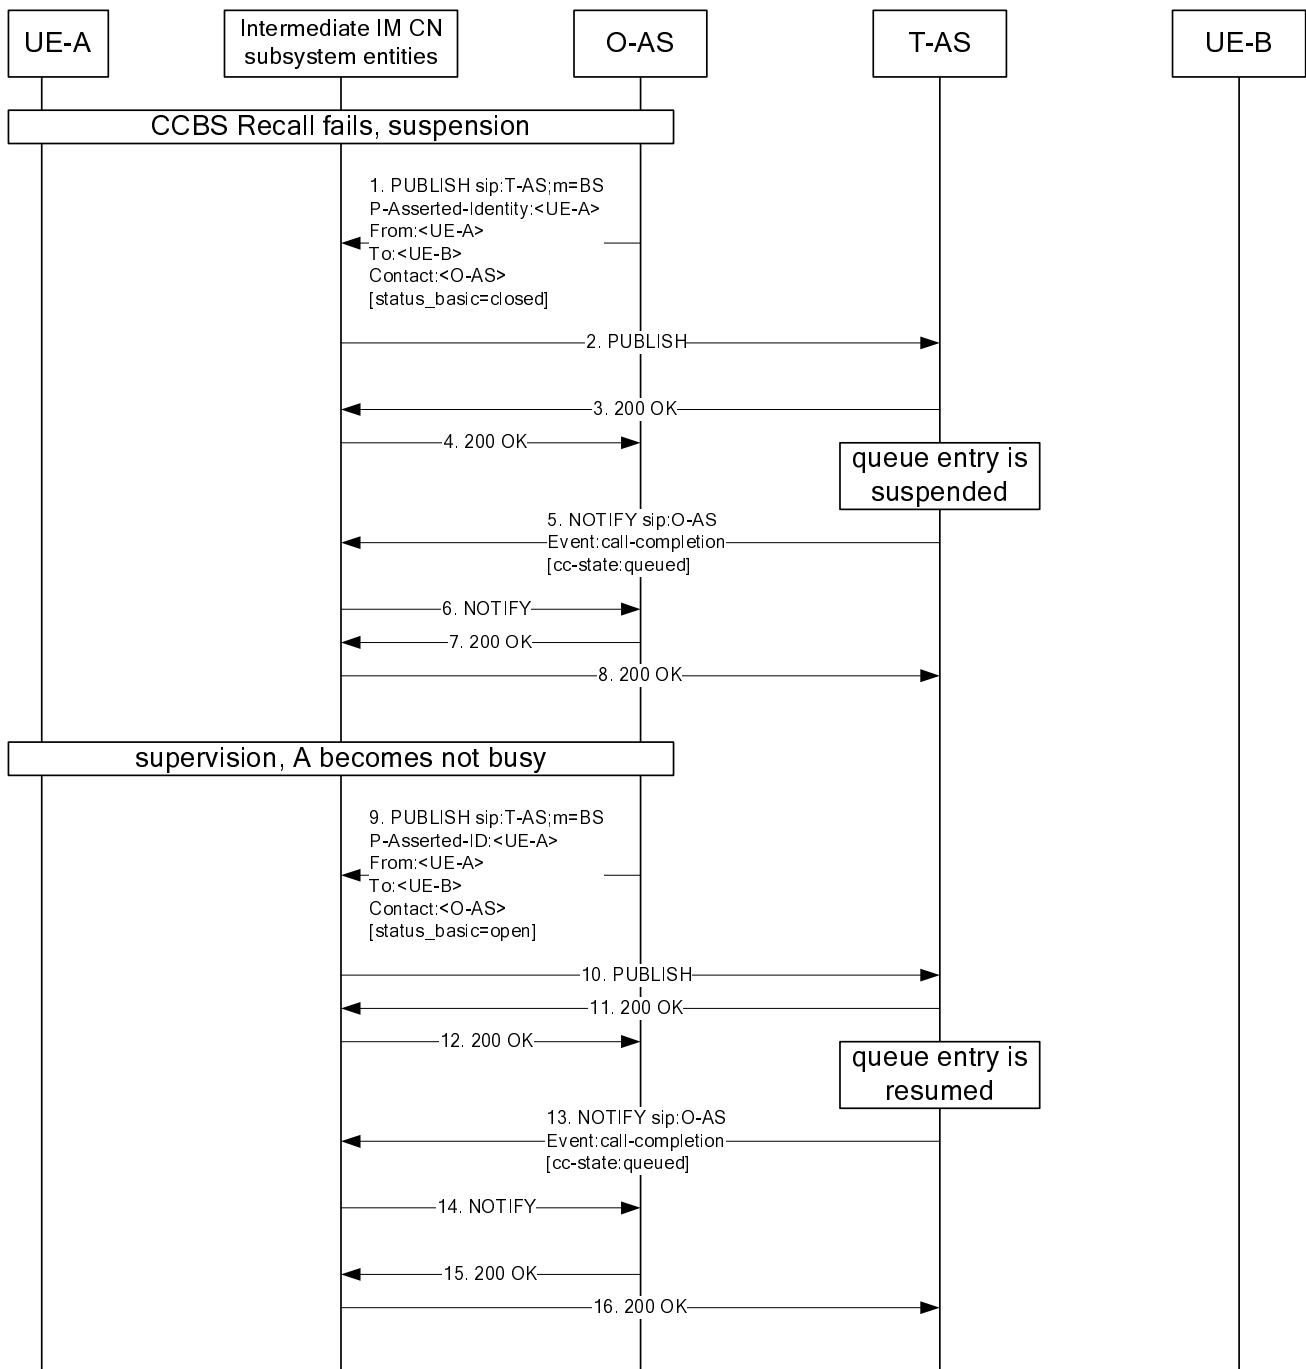 UE-A
Intermediate IM CN
subsystem entities
O-AS
T-AS
UE-B
CCBS Recall fails, suspension
1. PUBLISH sip:T-AS;m=BS
P-Asserted-Identity:<UE-A>
From:<UE-A>
To:<UE-B>
Contact:<O-AS>
[status_basic=closed]
2. PUBLISH
3. 200 OK
4. 200 OK
queue entry is
suspended
5. NOTIFY sip:O-AS
Event:call-completion
[cc-state:queued]
6. NOTIFY
7. 200 OK
8. 200 OK
supervision, A becomes not busy
9. PUBLISH sip:T-AS;m=BS
P-Asserted-ID:<UE-A>
From:<UE-A>
To:<UE-B>
Contact:<O-AS>
[status_basic=open]
10. PUBLISH
11. 200 OK
12. 200 OK
queue entry is
resumed
13. NOTIFY sip:O-AS
Event:call-completion
[cc-state:queued]
14. NOTIFY
15. 200 OK
16. 200 OK